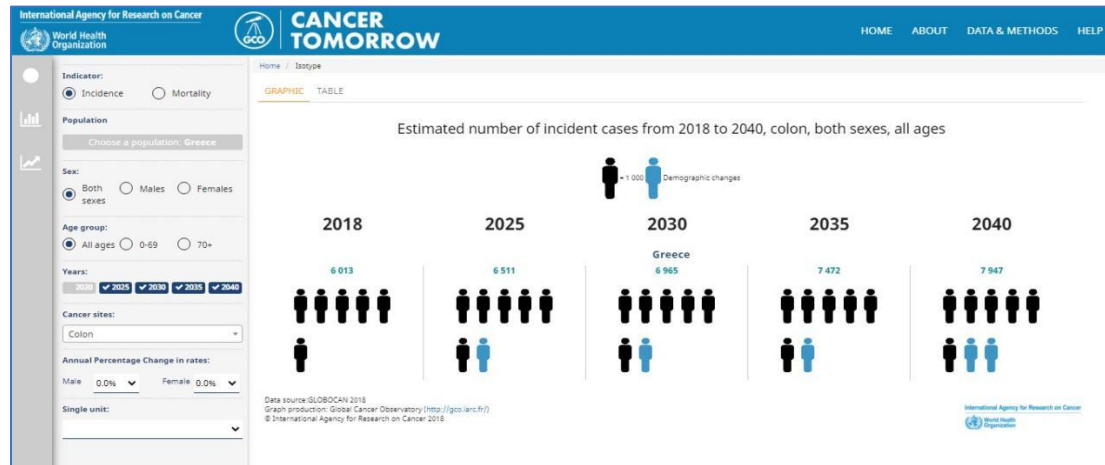 International Agency for Research on Cancer
World Health
Organization
GCO
CANCER
TOMORROW
HOME ABOUT DATA & METHODS HELP
Indicator:
Incidence Mortality
Population
Choose a population: Greece
Sex:
Both
sexes
Males Females
Age group:
All ages 0-69 70+
Years:
2020 2025 2030 2035 2040
Cancer sites:
Colon
Annual Percentage Change in rates:
Male 0.0% Female 0.0%
Single unit:
Home / Isotype
GRAPHIC TABLE
Estimated number of incident cases from 2018 to 2040, colon, both sexes, all ages
= 1 000 Demographic changes
2018 2025 2030 2035 2040
Greece
6 013 6 511 6 965 7 472 7 947
Data source:GLOBOCAN 2018
Graph production: Global Cancer Observatory (http://gco.iarc.fr/)
© International Agency for Research on Cancer 2018
International Agency for Research on Cancer
World Health
Organization